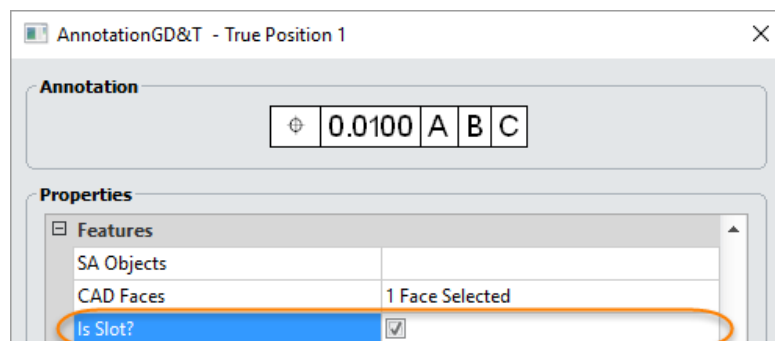 AnnotationGD&T - True Position 1
Annotation
⌖ 0.0100 A B C
Properties
Features
SA Objects
CAD Faces 1 Face Selected
Is Slot?